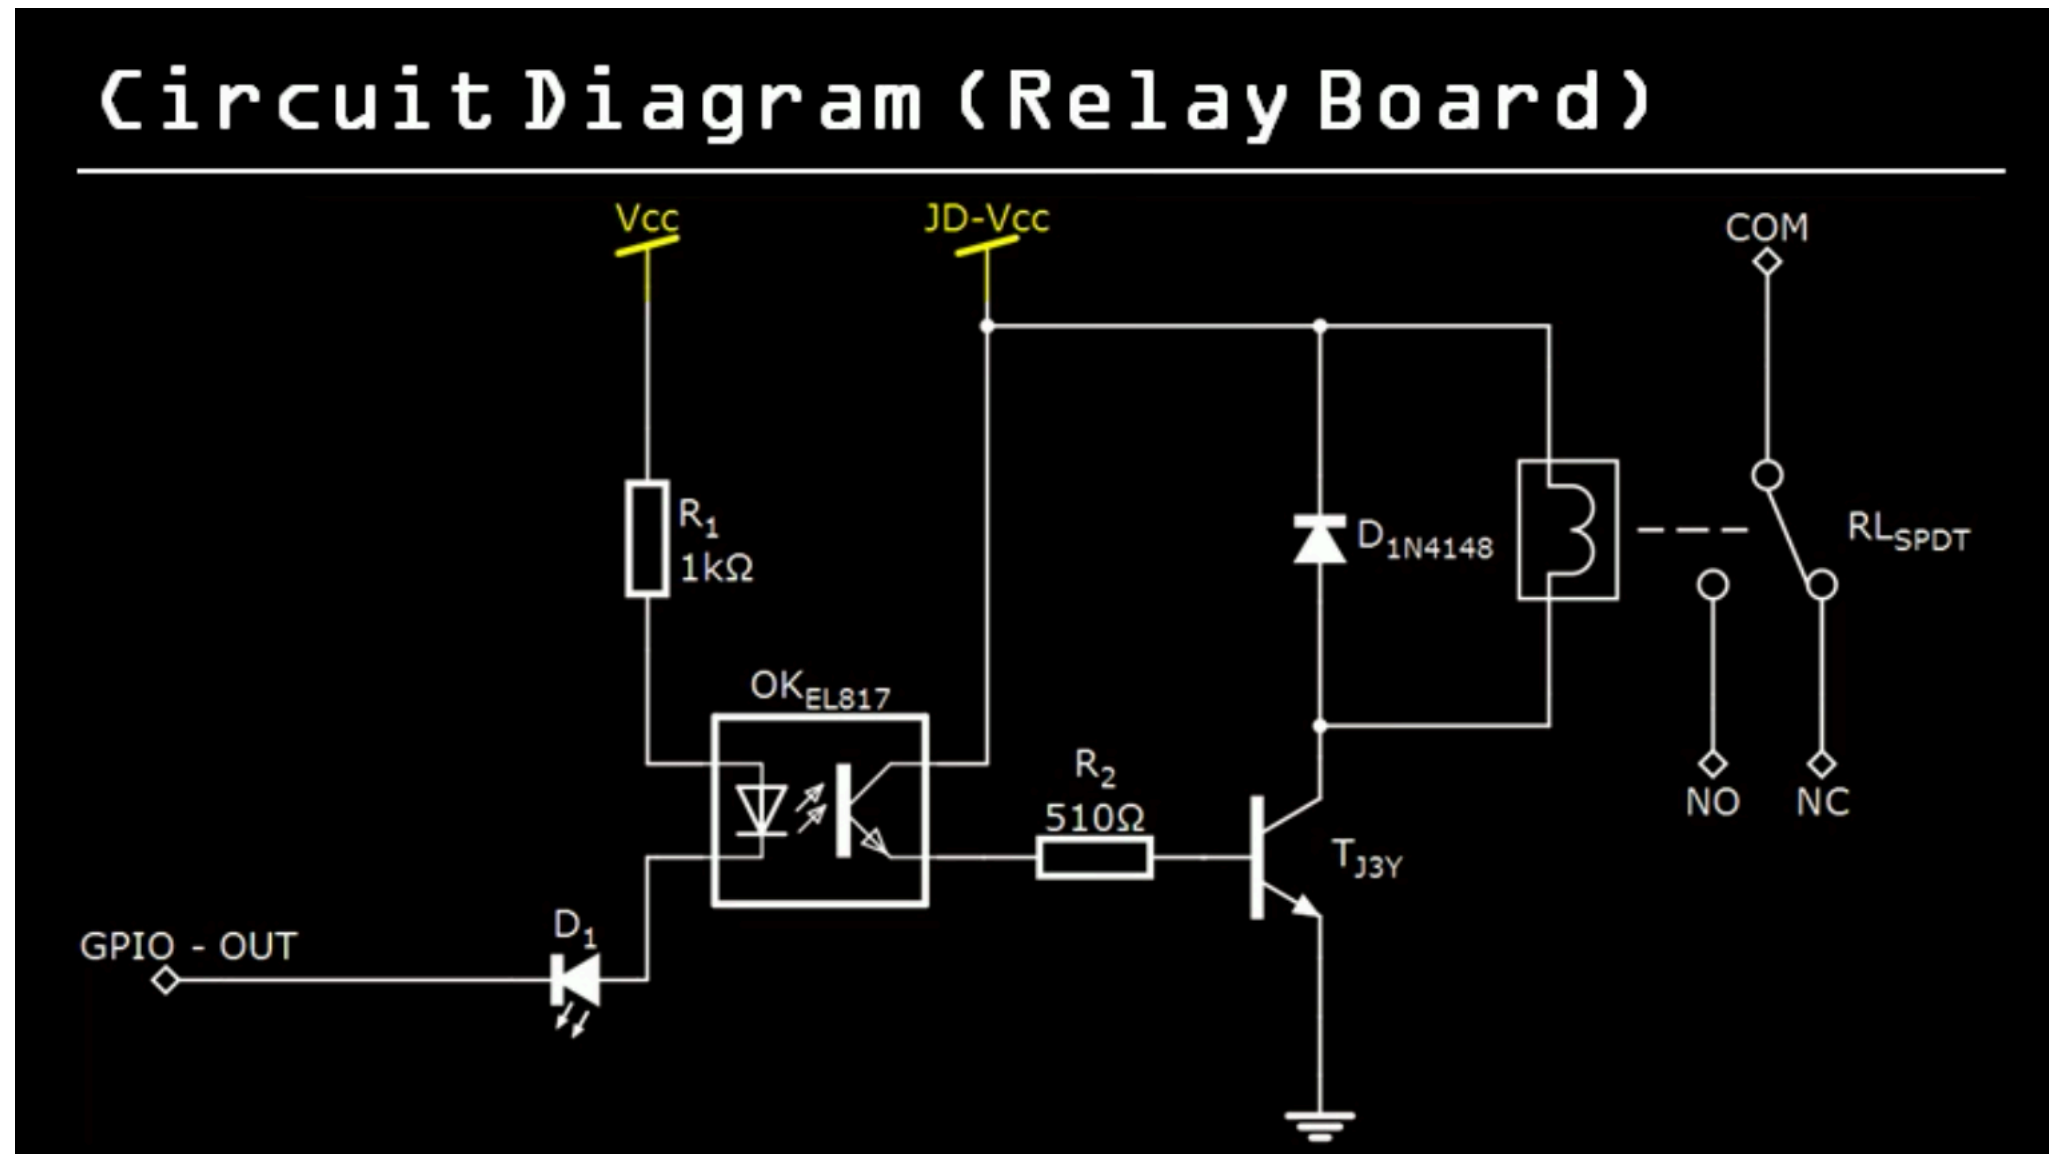 Circuit Diagram (Relay Board)
Vcc
JD-Vcc
COM
R1
1kΩ
D1N4148
RLSPDT
OKEL817
R2
510Ω
NO
NC
TJ3Y
D1
GPIO - OUT